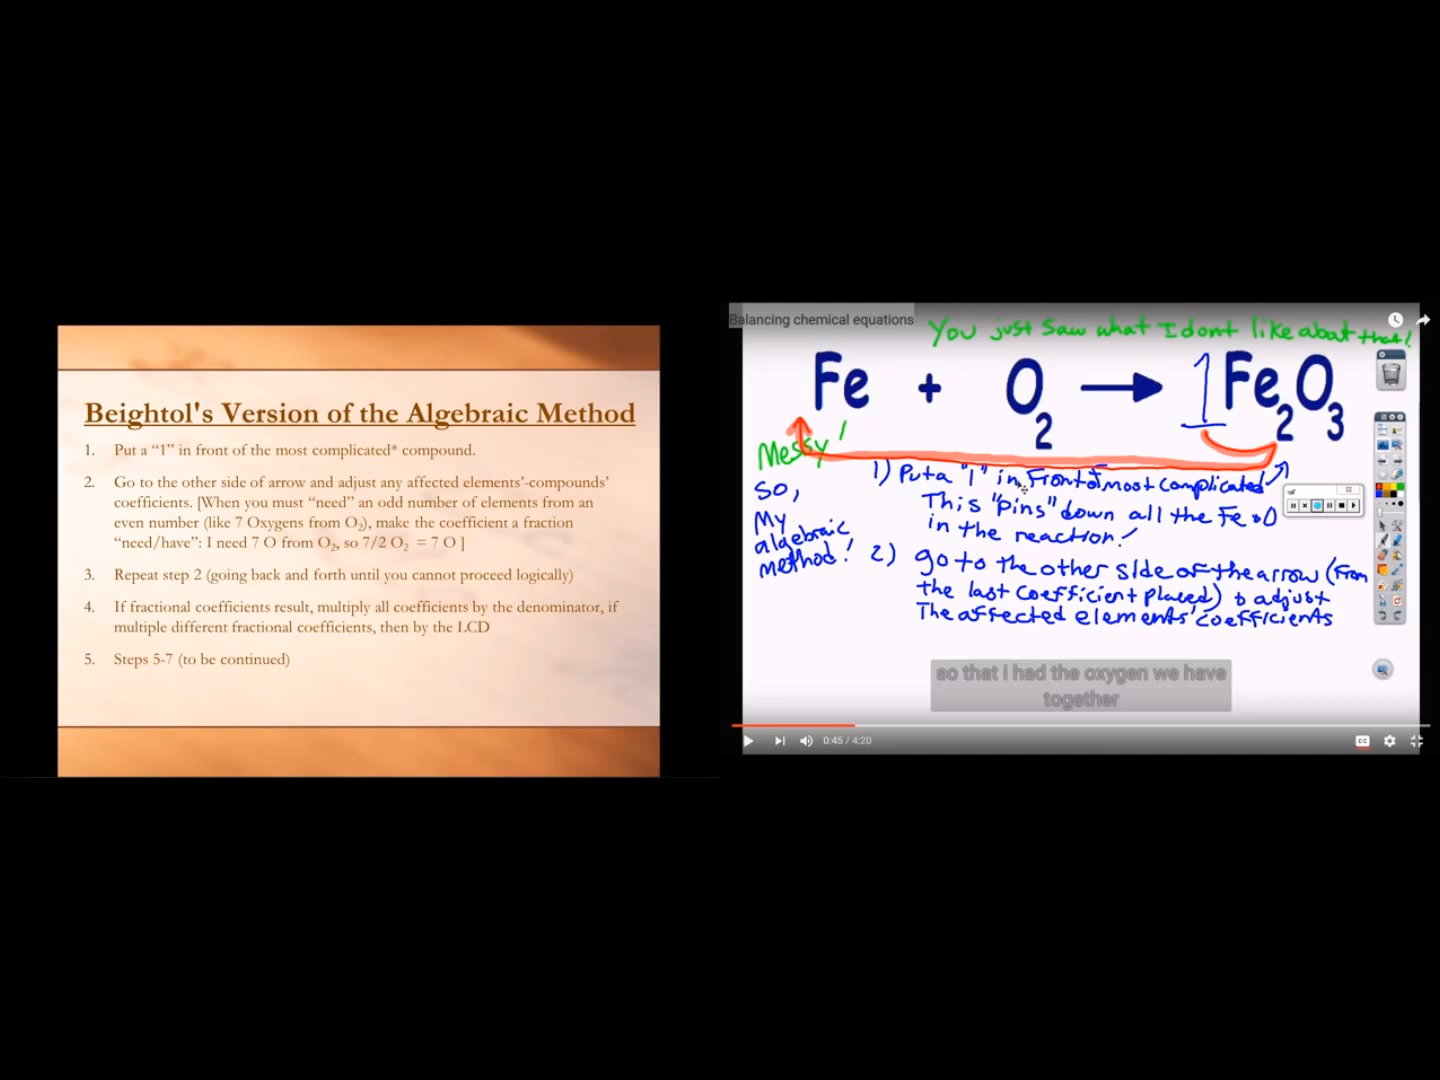 Beightol's Version of the Algebraic Method
1. Put a “1” in front of the most complicated* compound.
2. Go to the other side of arrow and adjust any affected elements’-compounds’
coefficients. [When you must “need” an odd number of elements from an
even number (like 7 Oxygens from O2), make the coefficient a fraction
“need/have”: I need 7 O from O2, so 7/2 O2 = 7 O ]
3. Repeat step 2 (going back and forth until you cannot proceed logically)
4. If fractional coefficients result, multiply all coefficients by the denominator, if
multiple different fractional coefficients, then by the LCD
5. Steps 5-7 (to be continued)
Balancing chemical equations
You just saw what I dont like ababt that!
Fe + O2 → 1Fe2O3
Messy!
So,
My
algebraic
method!
1) Put a "1" in Front of most complicated
This "pins" down all the Fe & O
in the reaction!
2) go to the other side of the arrow (from
the last coefficient placed) to adjust
The affected elements' coefficients
so that i had the oxygen we have
together
0:45 / 4:20
CC